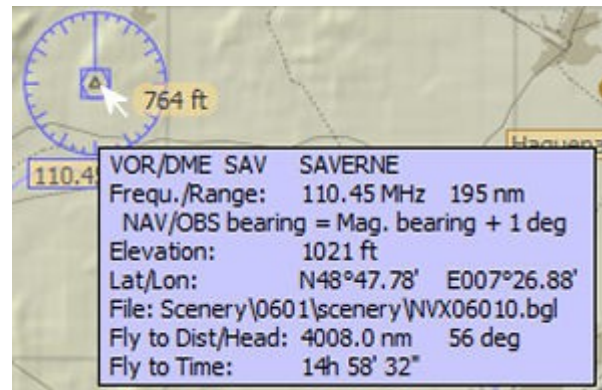 764 ft
Haguena
110.45
VOR/DME SAV SAVERNE
Frequ./Range: 110.45 MHz 195 nm
NAV/OBS bearing = Mag. bearing + 1 deg
Elevation: 1021 ft
Lat/Lon: N48°47.78' E007°26.88'
File: Scenery\0601\scenery\NVX06010.bgl
Fly to Dist/Head: 4008.0 nm 56 deg
Fly to Time: 14h 58' 32"